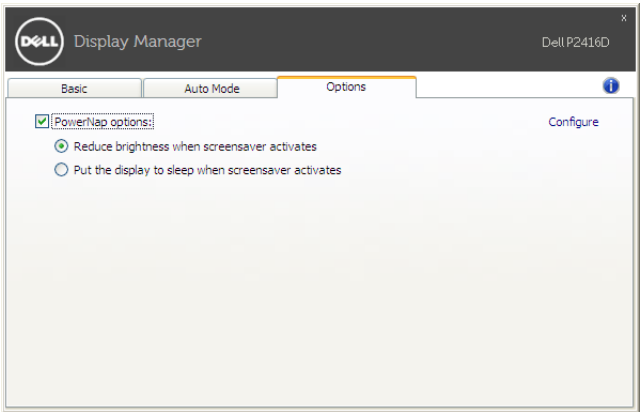 x
DELL Display Manager Dell P2416D
Basic Auto Mode Options i
PowerNap options: Configure
Reduce brightness when screensaver activates
Put the display to sleep when screensaver activates